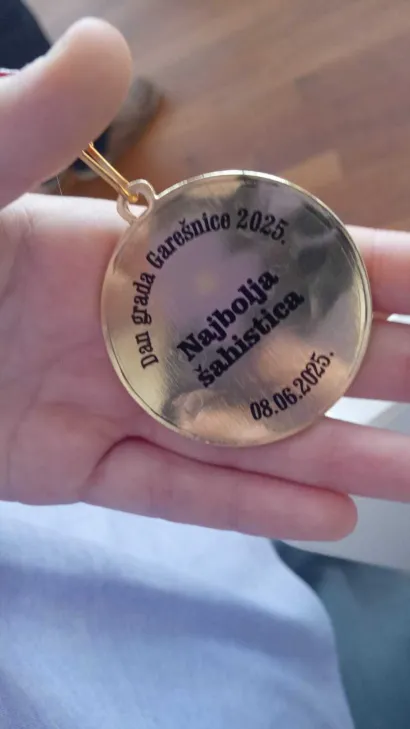 Dan grada Garešnice 2025.
Najbolja
šahistica
08.06.2025.